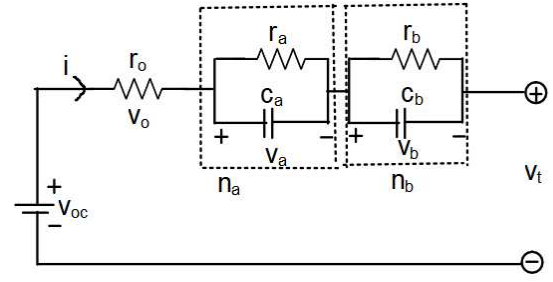 i
r₀
v₀
rₐ
cₐ
+
−
vₐ
nₐ
r_b
c_b
+
−
v_b
n_b
+
v_oc
−
+
v_t
−